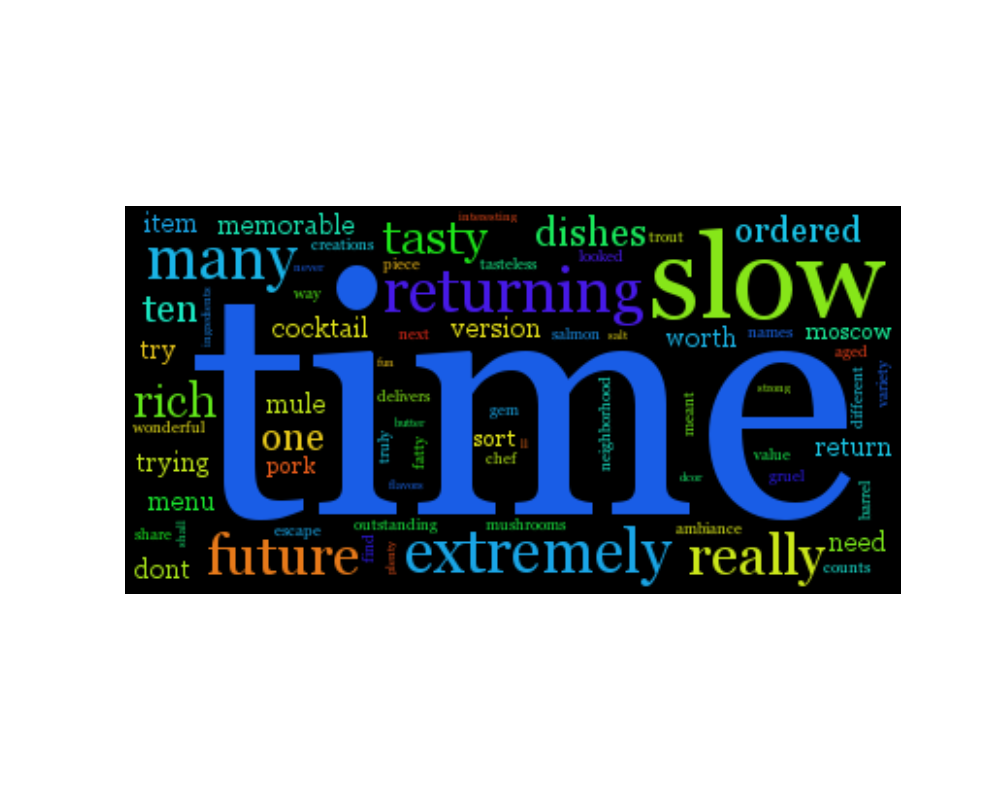 item
memorable
interesting
tasty
dishes
trout
ordered
many
creations
never
piece
tasteless
looked
slow
ten
ingredients
way
returning
cocktail
next
version
salmon
salt
worth
names
moscow
try
time
fun
aged
rich
wonderful
mule
delivers
butter
gem
neighborhood
meant
strong
different
variety
one
pork
truly
fatty
flavors
sort
ll
chef
value
gruel
dcor
return
trying
menu
barrel
share
shall
escape
outstanding
mushrooms
ambiance
need
dont
future
find
plenty
extremely
really
counts